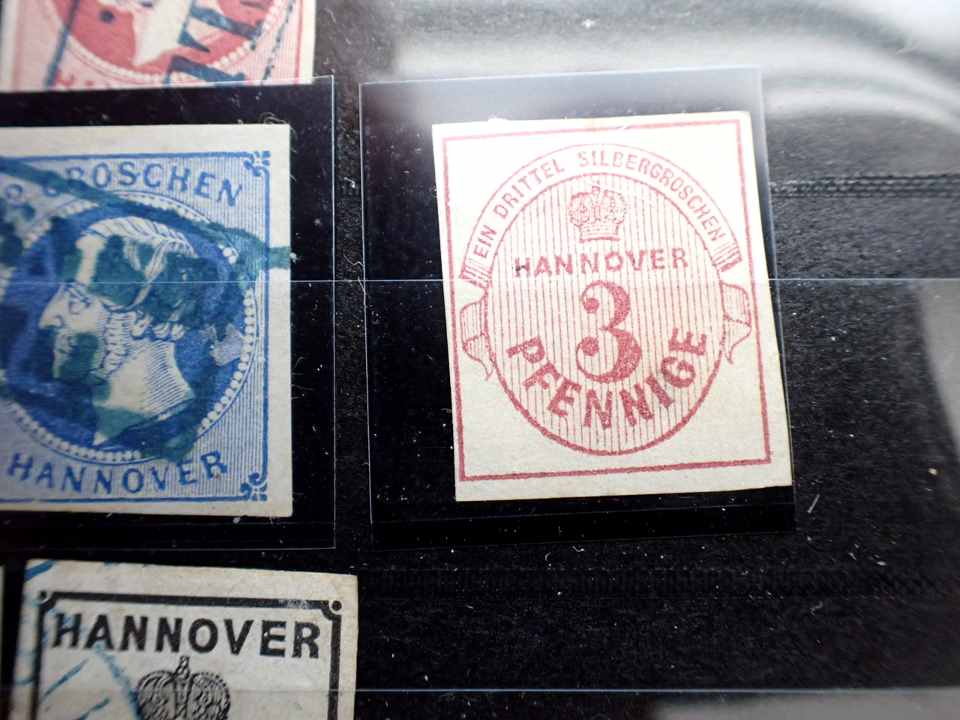 GROSCHEN
HANNOVER
EIN DRITTEL SILBERGROSCHEN
HANNOVER
3
PFENNIGE
HANNOVER